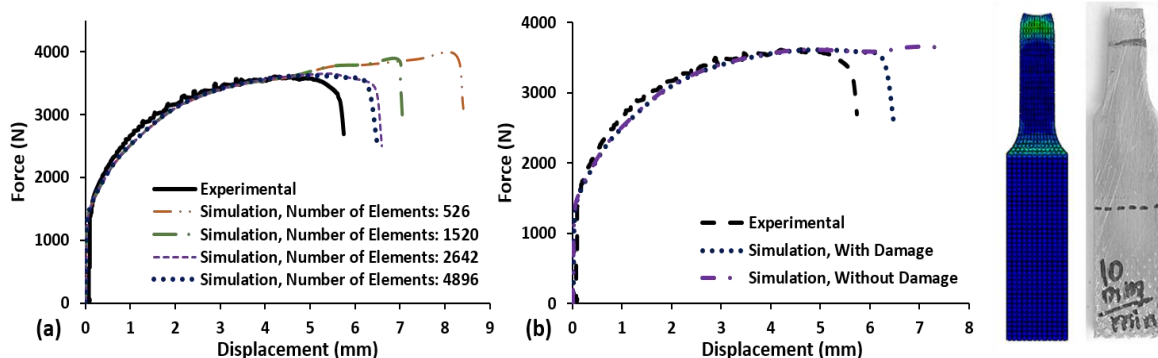 4000
3000
2000
1000
0
Force (N)
Experimental
Simulation, Number of Elements: 526
Simulation, Number of Elements: 1520
Simulation, Number of Elements: 2642
Simulation, Number of Elements: 4896
(a)
0 1 2 3 4 5 6 7 8 9
Displacement (mm)
4000
3000
2000
1000
0
Force (N)
Experimental
Simulation, With Damage
Simulation, Without Damage
(b)
0 1 2 3 4 5 6 7 8
Displacement (mm)
10
min